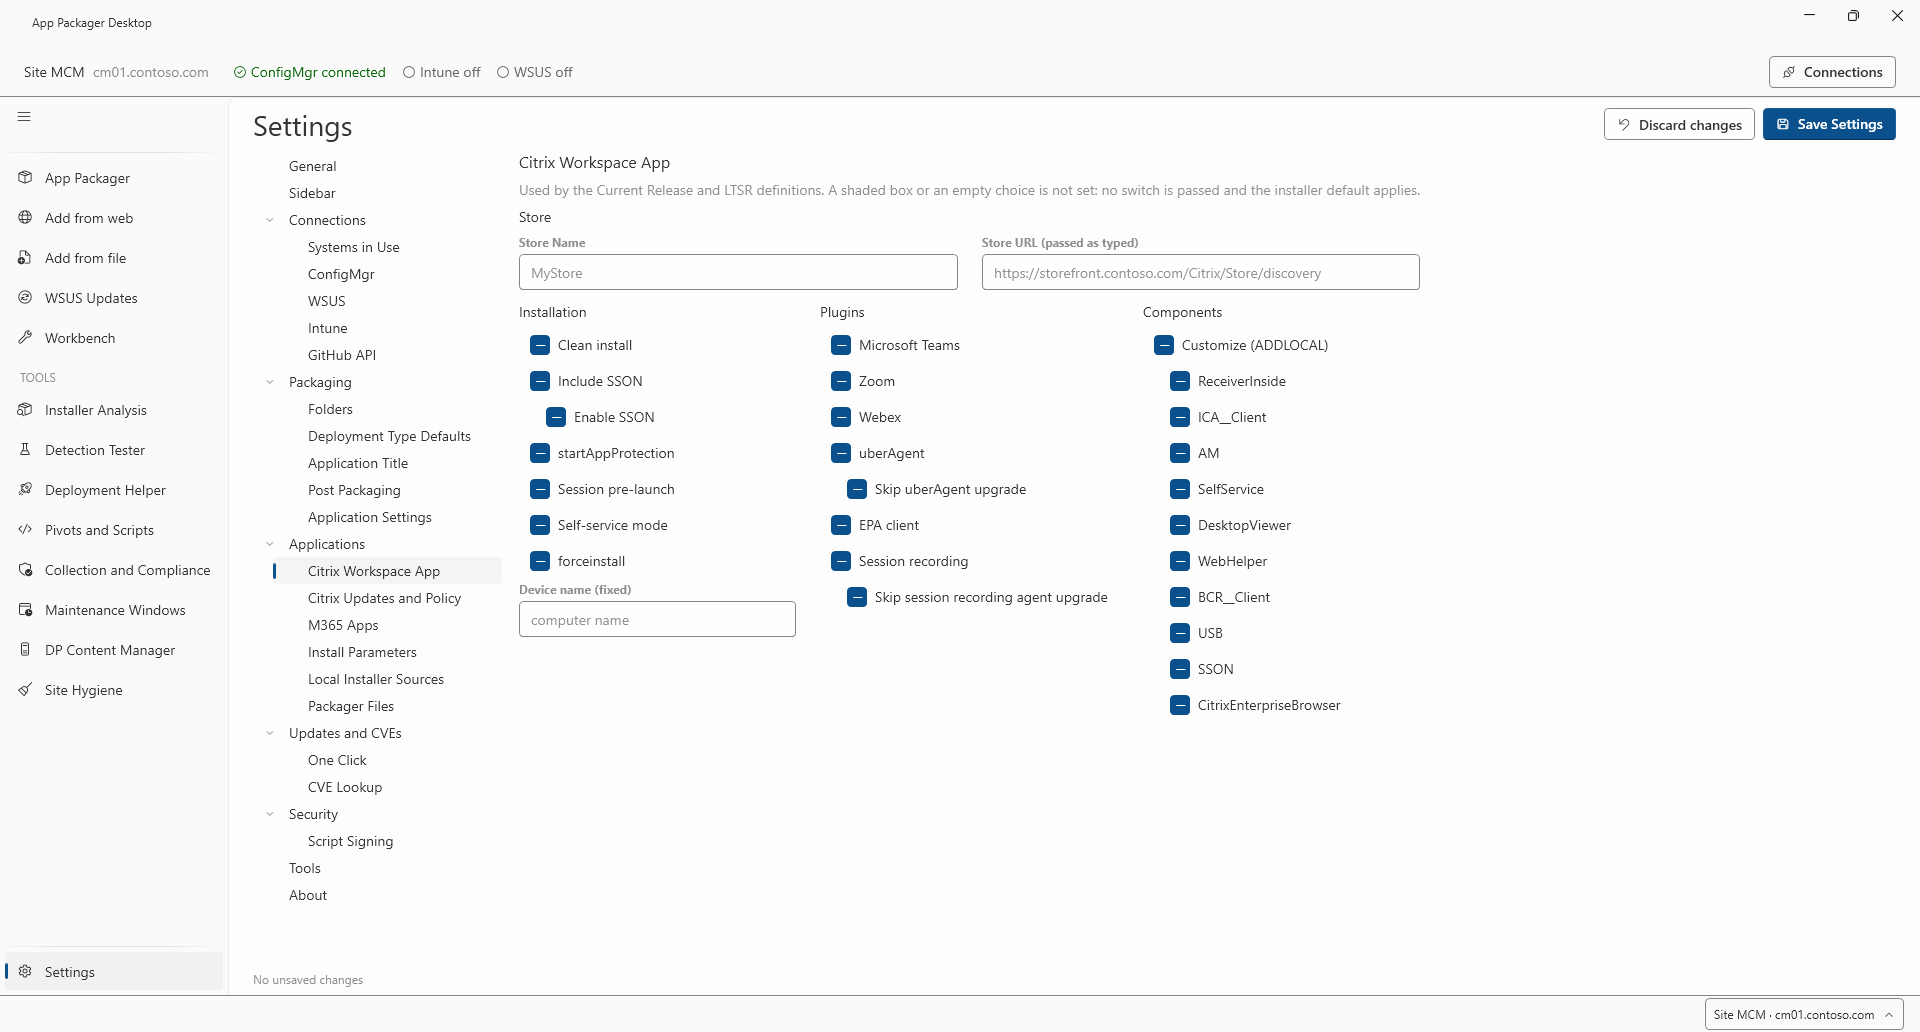 App Packager Desktop
Site MCM cm01.contoso.com ConfigMgr connected Intune off WSUS off Connections
Settings Discard changes Save Settings
App Packager
Add from web
Add from file
WSUS Updates
Workbench
TOOLS
Installer Analysis
Detection Tester
Deployment Helper
Pivots and Scripts
Collection and Compliance
Maintenance Windows
DP Content Manager
Site Hygiene
Settings
General
Sidebar
Connections
Systems in Use
ConfigMgr
WSUS
Intune
GitHub API
Packaging
Folders
Deployment Type Defaults
Application Title
Post Packaging
Application Settings
Applications
Citrix Workspace App
Citrix Updates and Policy
M365 Apps
Install Parameters
Local Installer Sources
Packager Files
Updates and CVEs
One Click
CVE Lookup
Security
Script Signing
Tools
About
Citrix Workspace App
Used by the Current Release and LTSR definitions. A shaded box or an empty choice is not set: no switch is passed and the installer default applies.
Store
Store Name
MyStore
Store URL (passed as typed)
https://storefront.contoso.com/Citrix/Store/discovery
Installation
Clean install
Include SSON
Enable SSON
startAppProtection
Session pre-launch
Self-service mode
forceinstall
Device name (fixed)
computer name
Plugins
Microsoft Teams
Zoom
Webex
uberAgent
Skip uberAgent upgrade
EPA client
Session recording
Skip session recording agent upgrade
Components
Customize (ADDLOCAL)
ReceiverInside
ICA__Client
AM
SelfService
DesktopViewer
WebHelper
BCR__Client
USB
SSON
CitrixEnterpriseBrowser
No unsaved changes
Site MCM · cm01.contoso.com